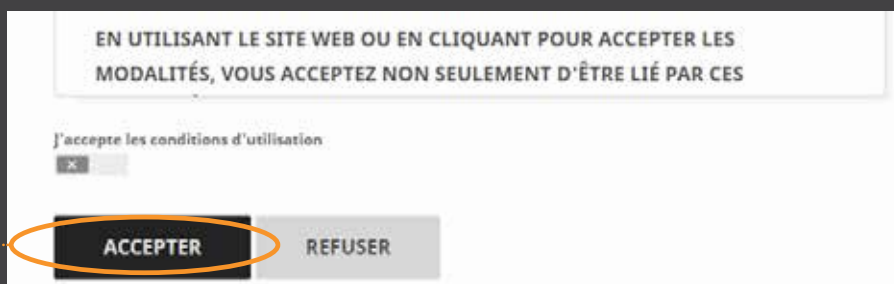 EN UTILISANT LE SITE WEB OU EN CLIQUANT POUR ACCEPTER LES
MODALITÉS, VOUS ACCEPTEZ NON SEULEMENT D'ÊTRE LIÉ PAR CES
J'accepte les conditions d'utilisation
ACCEPTER REFUSER